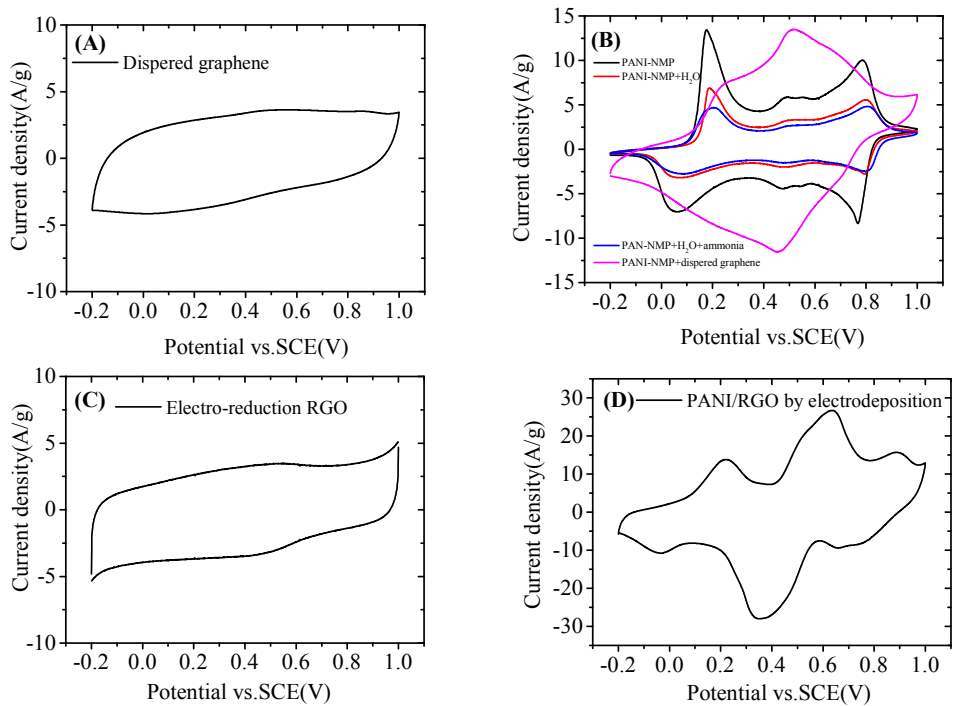 (A)
Dispered graphene
10
5
0
-5
-10
-0.2 0.0 0.2 0.4 0.6 0.8 1.0
Current density(A/g)
Potential vs.SCE(V)
(B)
PANI-NMP
PANI-NMP+H₂O
PAN-NMP+H₂O+ammonia
PANI-NMP+dispered graphene
15
10
5
0
-5
-10
-15
-0.2 0.0 0.2 0.4 0.6 0.8 1.0
Current density(A/g)
Potential vs.SCE(V)
(C)
Electro-reduction RGO
10
5
0
-5
-10
-0.2 0.0 0.2 0.4 0.6 0.8 1.0
Current density(A/g)
Potential vs.SCE(V)
(D)
PANI/RGO by electrodeposition
30
20
10
0
-10
-20
-30
-0.2 0.0 0.2 0.4 0.6 0.8 1.0
Current density(A/g)
Potential vs.SCE(V)